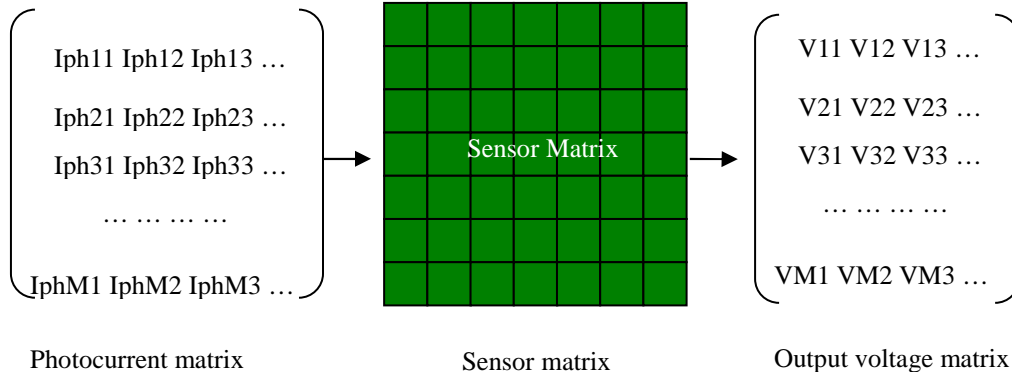 Iph11 Iph12 Iph13 …
Iph21 Iph22 Iph23 …
Iph31 Iph32 Iph33 …
… … … …
IphM1 IphM2 IphM3 …
Photocurrent matrix
Sensor Matrix
Sensor matrix
V11 V12 V13 …
V21 V22 V23 …
V31 V32 V33 …
… … … …
VM1 VM2 VM3 …
Output voltage matrix